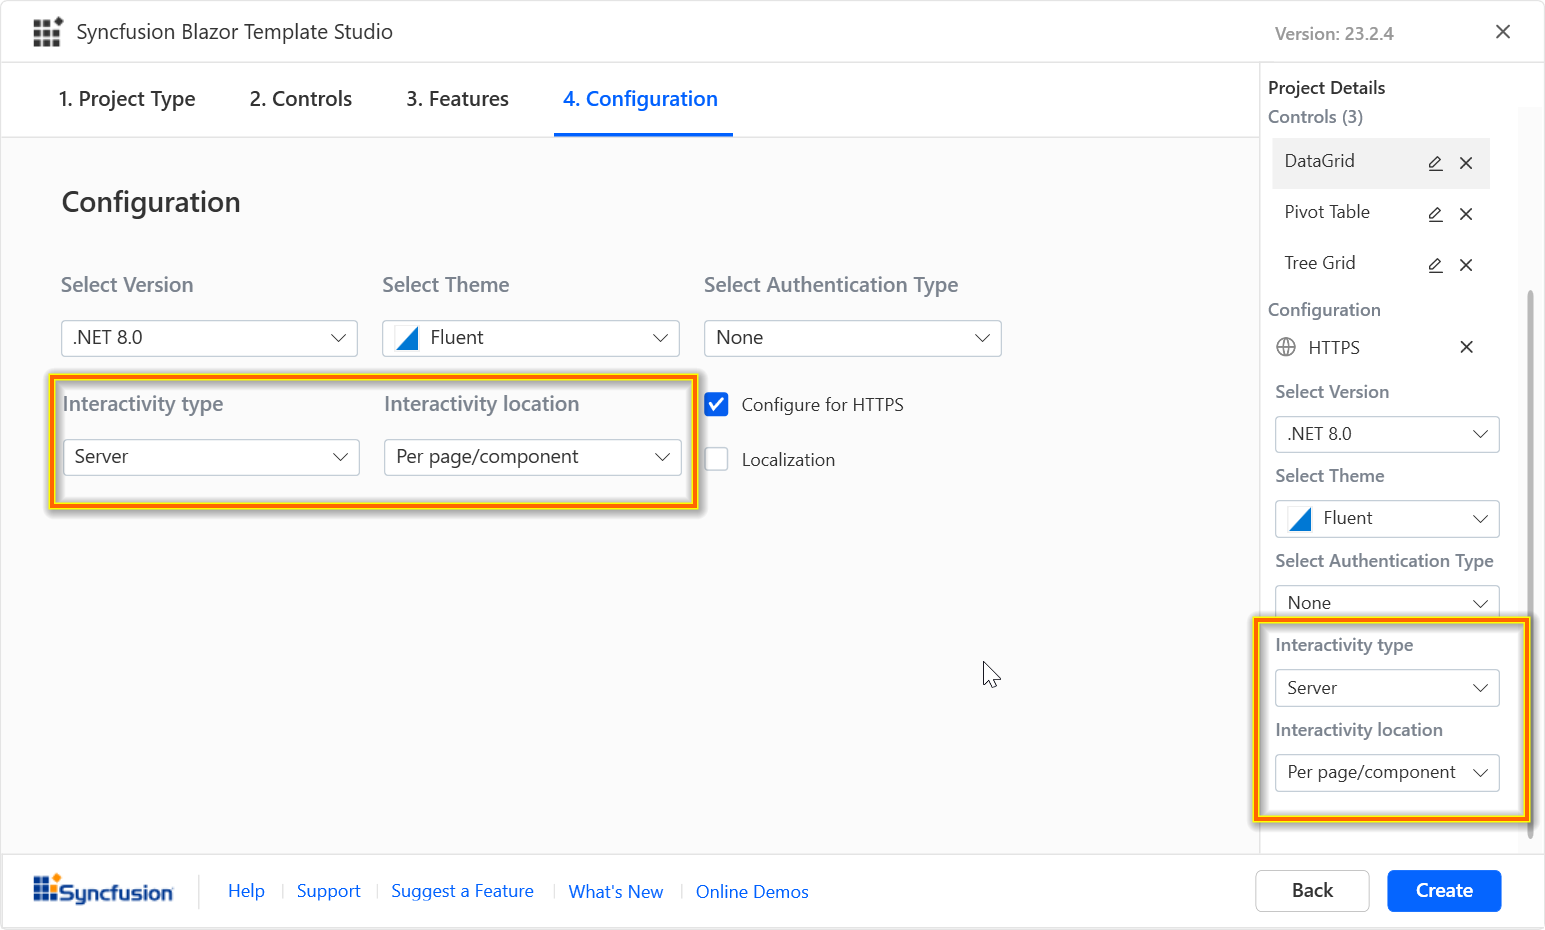 Syncfusion Blazor Template Studio
Version: 23.2.4
1. Project Type
2. Controls
3. Features
4. Configuration
Configuration
Select Version
Select Theme
Select Authentication Type
.NET 8.0
Fluent
None
Interactivity type
Interactivity location
Configure for HTTPS
Server
Per page/component
Localization
Project Details
Controls (3)
DataGrid
Pivot Table
Tree Grid
Configuration
HTTPS
Select Version
.NET 8.0
Select Theme
Fluent
Select Authentication Type
None
Interactivity type
Server
Interactivity location
Per page/component
Syncfusion
Help
Support
Suggest a Feature
What's New
Online Demos
Back
Create